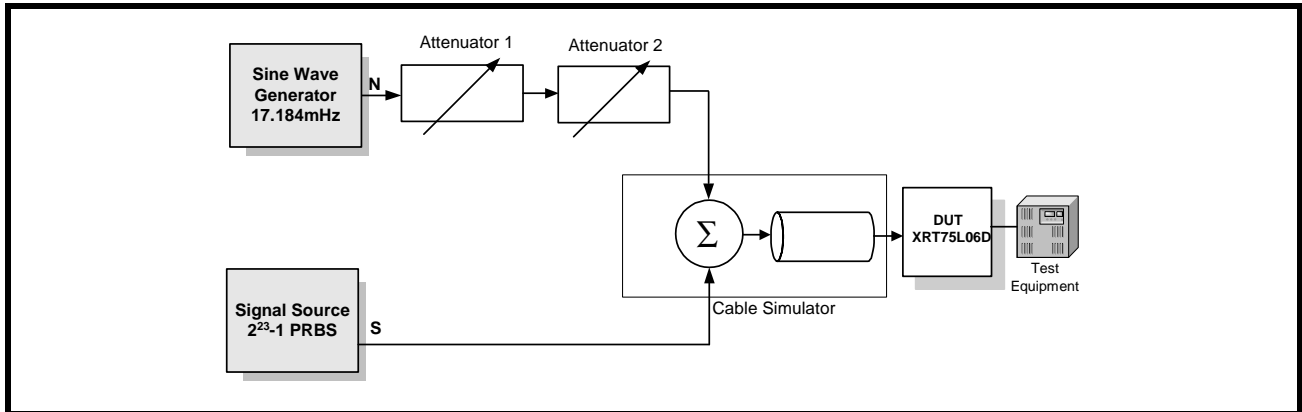 Attenuator 1
Attenuator 2
Sine Wave
Generator
17.184mHz
N
Σ
DUT
XRT75L06D
Test
Equipment
Cable Simulator
Signal Source
2²³-1 PRBS
S